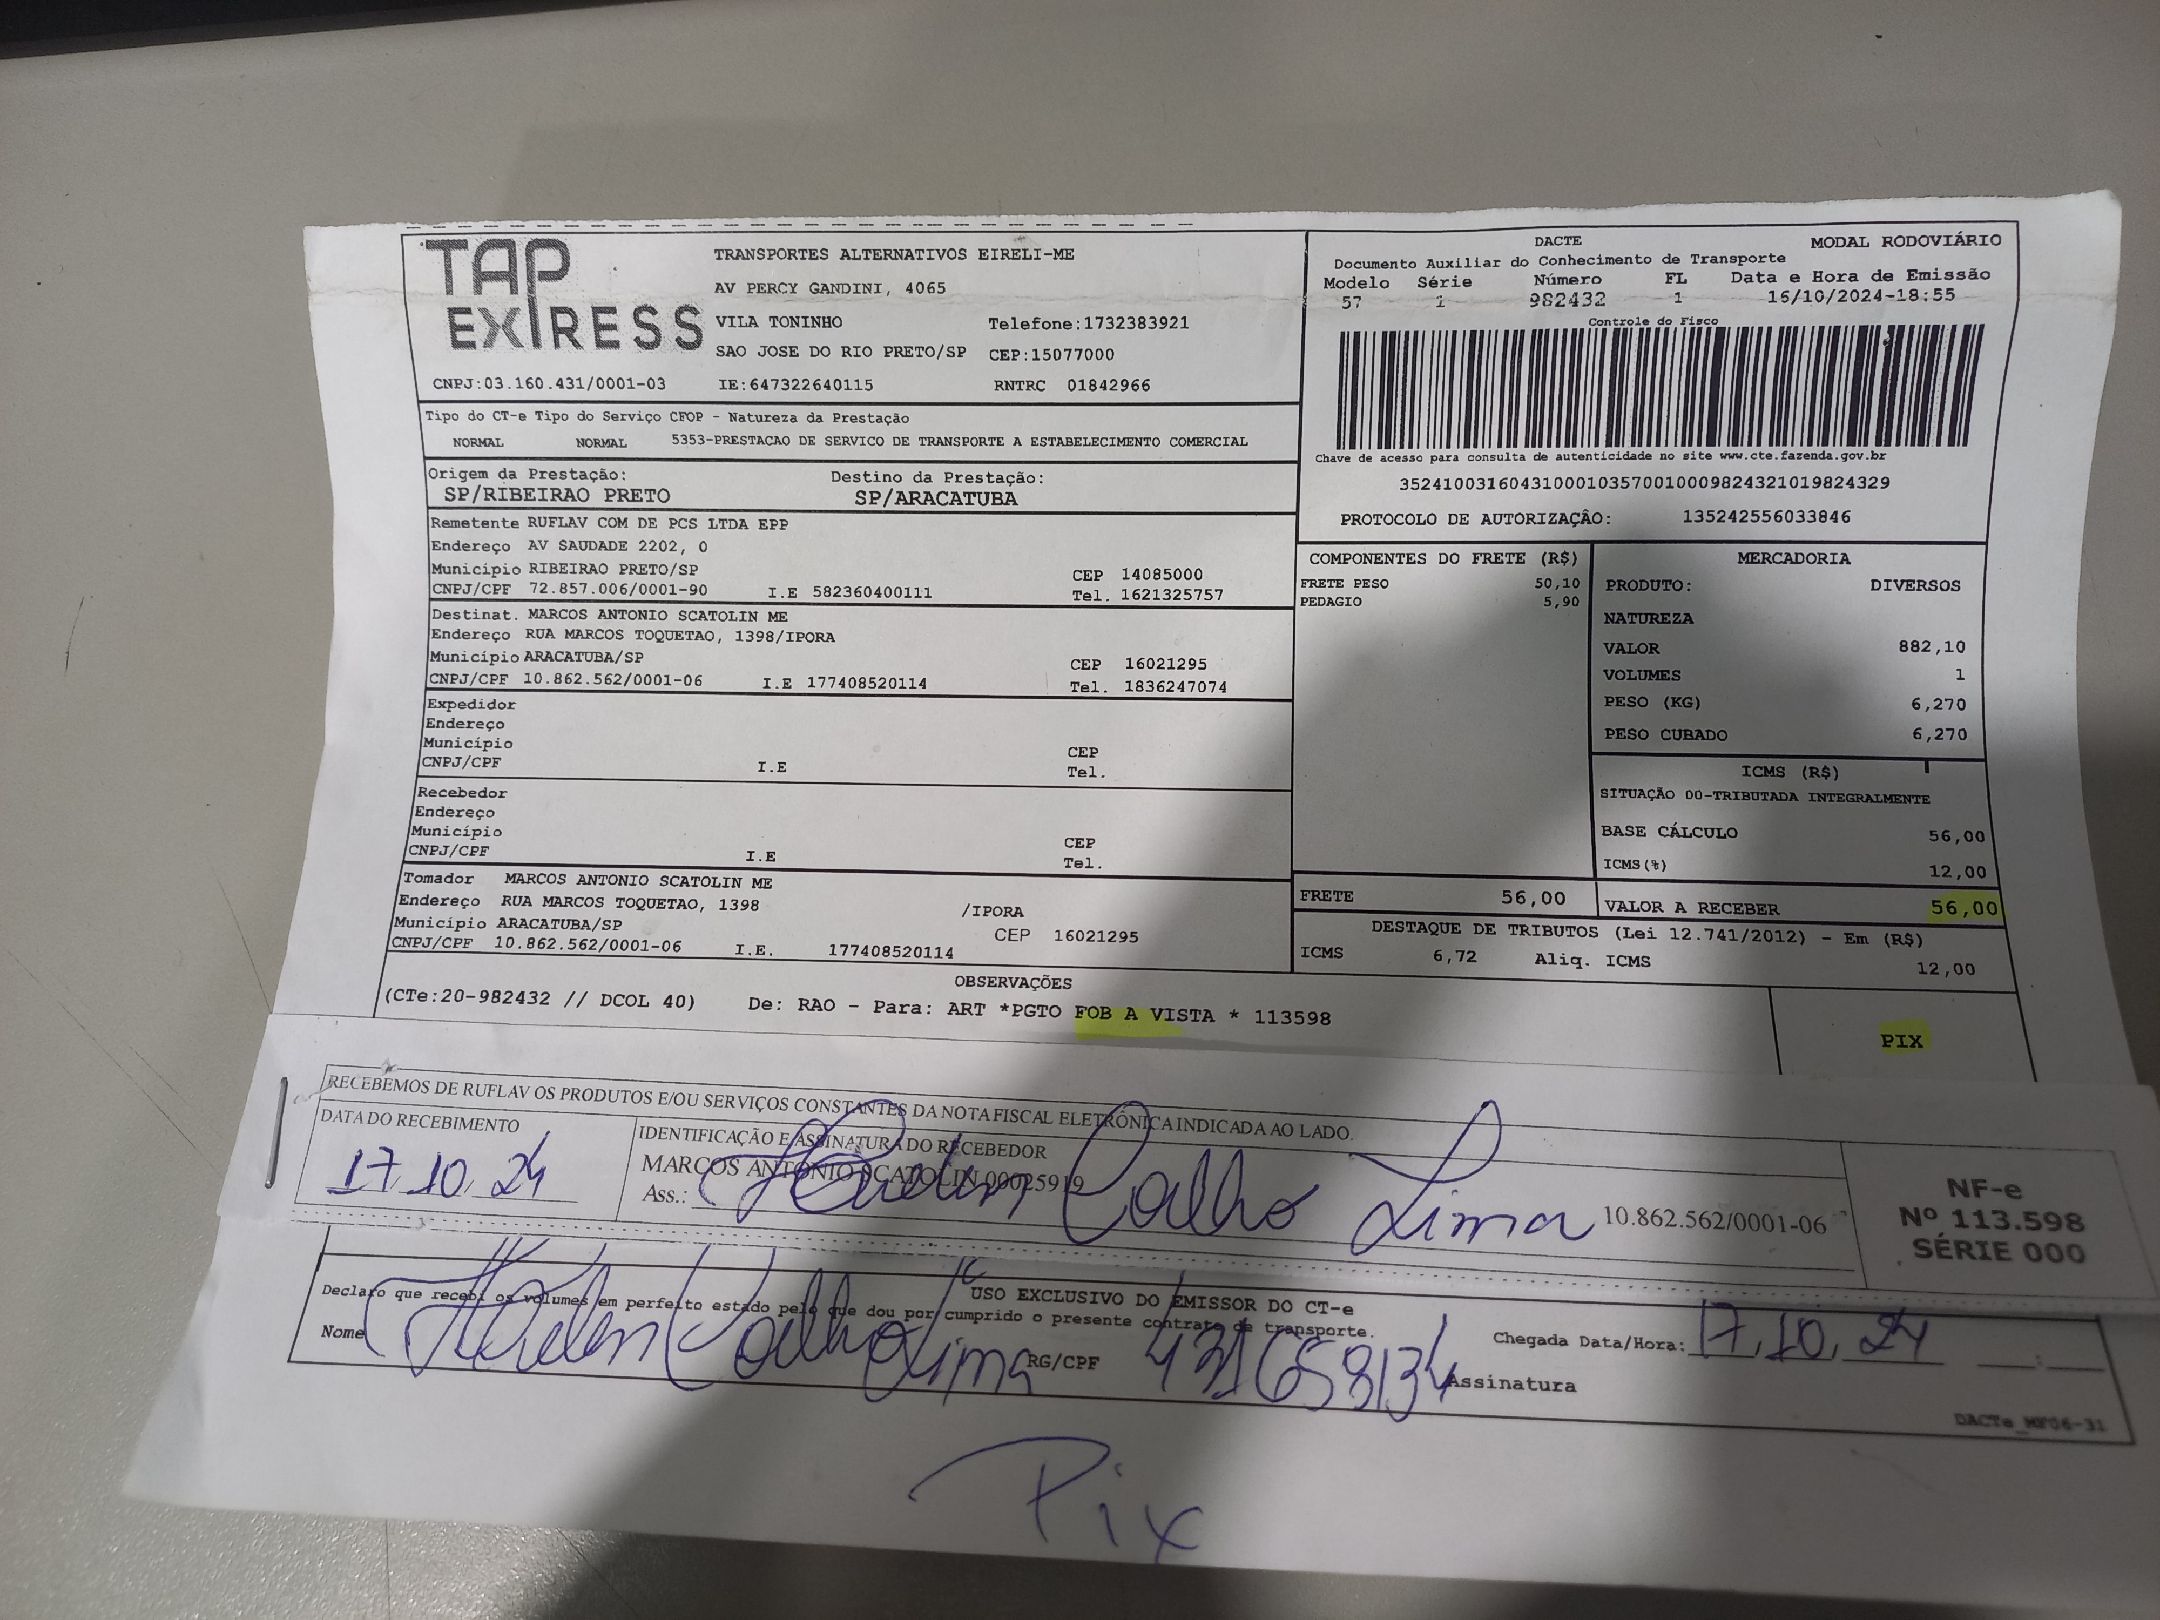 TAP EXPRESS
TRANSPORTES ALTERNATIVOS EIRELI-ME
AV PERCY GANDINI, 4065
VILA TONINHO Telefone:1732383921
SAO JOSE DO RIO PRETO/SP CEP:15077000
CNPJ:03.160.431/0001-03 IE:647322640115 RNTRC 01842966
DACTE MODAL RODOVIÁRIO
Documento Auxiliar do Conhecimento de Transporte
Modelo Série Número FL Data e Hora de Emissão
57 1 982432 1 16/10/2024-18:55
Controle do Fisco
Chave de acesso para consulta de autenticidade no site www.cte.fazenda.gov.br
35241003160431000103570010009824321019824329
PROTOCOLO DE AUTORIZAÇÂO: 135242556033846
Tipo do CT-e Tipo do Serviço CFOP - Natureza da Prestação
NORMAL NORMAL 5353-PRESTACAO DE SERVICO DE TRANSPORTE A ESTABELECIMENTO COMERCIAL
Origem da Prestação: Destino da Prestação:
SP/RIBEIRAO PRETO SP/ARACATUBA
Remetente RUFLAV COM DE PCS LTDA EPP
Endereço AV SAUDADE 2202, 0
Município RIBEIRAO PRETO/SP CEP 14085000
CNPJ/CPF 72.857.006/0001-90 I.E 582360400111 Tel. 1621325757
Destinat. MARCOS ANTONIO SCATOLIN ME
Endereço RUA MARCOS TOQUETAO, 1398/IPORA
Município ARACATUBA/SP CEP 16021295
CNPJ/CPF 10.862.562/0001-06 I.E 177408520114 Tel. 1836247074
Expedidor
Endereço
Município CEP
CNPJ/CPF I.E Tel.
Recebedor
Endereço
Município CEP
CNPJ/CPF I.E Tel.
Tomador MARCOS ANTONIO SCATOLIN ME
Endereço RUA MARCOS TOQUETAO, 1398 /IPORA
Município ARACATUBA/SP CEP 16021295
CNPJ/CPF 10.862.562/0001-06 I.E. 177408520114
COMPONENTES DO FRETE (R$)
FRETE PESO 50,10
PEDAGIO 5,90
MERCADORIA
PRODUTO: DIVERSOS
NATUREZA
VALOR 882,10
VOLUMES 1
PESO (KG) 6,270
PESO CUBADO 6,270
ICMS (R$)
SITUAÇÃO 00-TRIBUTADA INTEGRALMENTE
BASE CÁLCULO 56,00
ICMS(%) 12,00
FRETE 56,00 VALOR A RECEBER 56,00
DESTAQUE DE TRIBUTOS (Lei 12.741/2012) - Em (R$)
ICMS 6,72 Aliq. ICMS 12,00
OBSERVAÇÕES
(CTe:20-982432 // DCOL 40) De: RAO - Para: ART *PGTO FOB A VISTA * 113598
PIX
RECEBEMOS DE RUFLAV OS PRODUTOS E/OU SERVIÇOS CONSTANTES DA NOTA FISCAL ELETRÔNICA INDICADA AO LADO.
DATA DO RECEBIMENTO IDENTIFICAÇÃO E ASSINATURA DO RECEBEDOR
17.10.24 MARCOS ANTONIO SCATOLIN 00025919
Ass.: Coelho Lima 10.862.562/0001-06
NF-e
Nº 113.598
SÉRIE 000
USO EXCLUSIVO DO EMISSOR DO CT-e
Declaro que recebi os volumes em perfeito estado pelo que dou por cumprido o presente contrato de transporte.
Nome Coelho Lima RG/CPF 431658134 Assinatura
Chegada Data/Hora: 17.10.24 __:__
DACTe_MF06-31
Pix